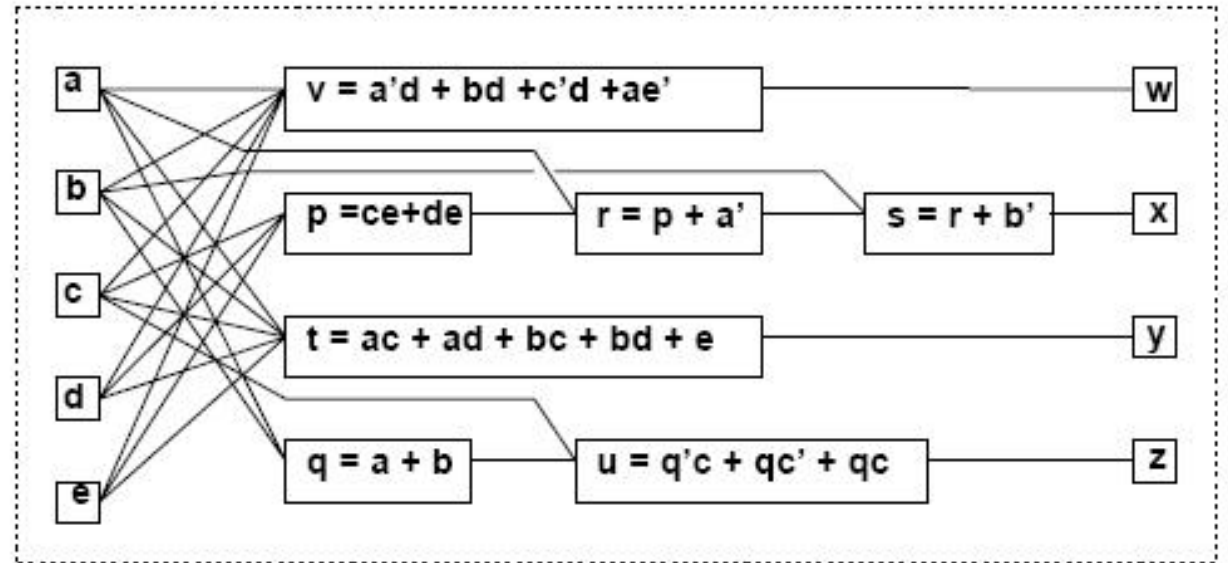 a
v = a'd + bd +c'd +ae'
w
b
p =ce+de
r = p + a'
s = r + b'
x
c
t = ac + ad + bc + bd + e
y
d
q = a + b
u = q'c + qc' + qc
z
e